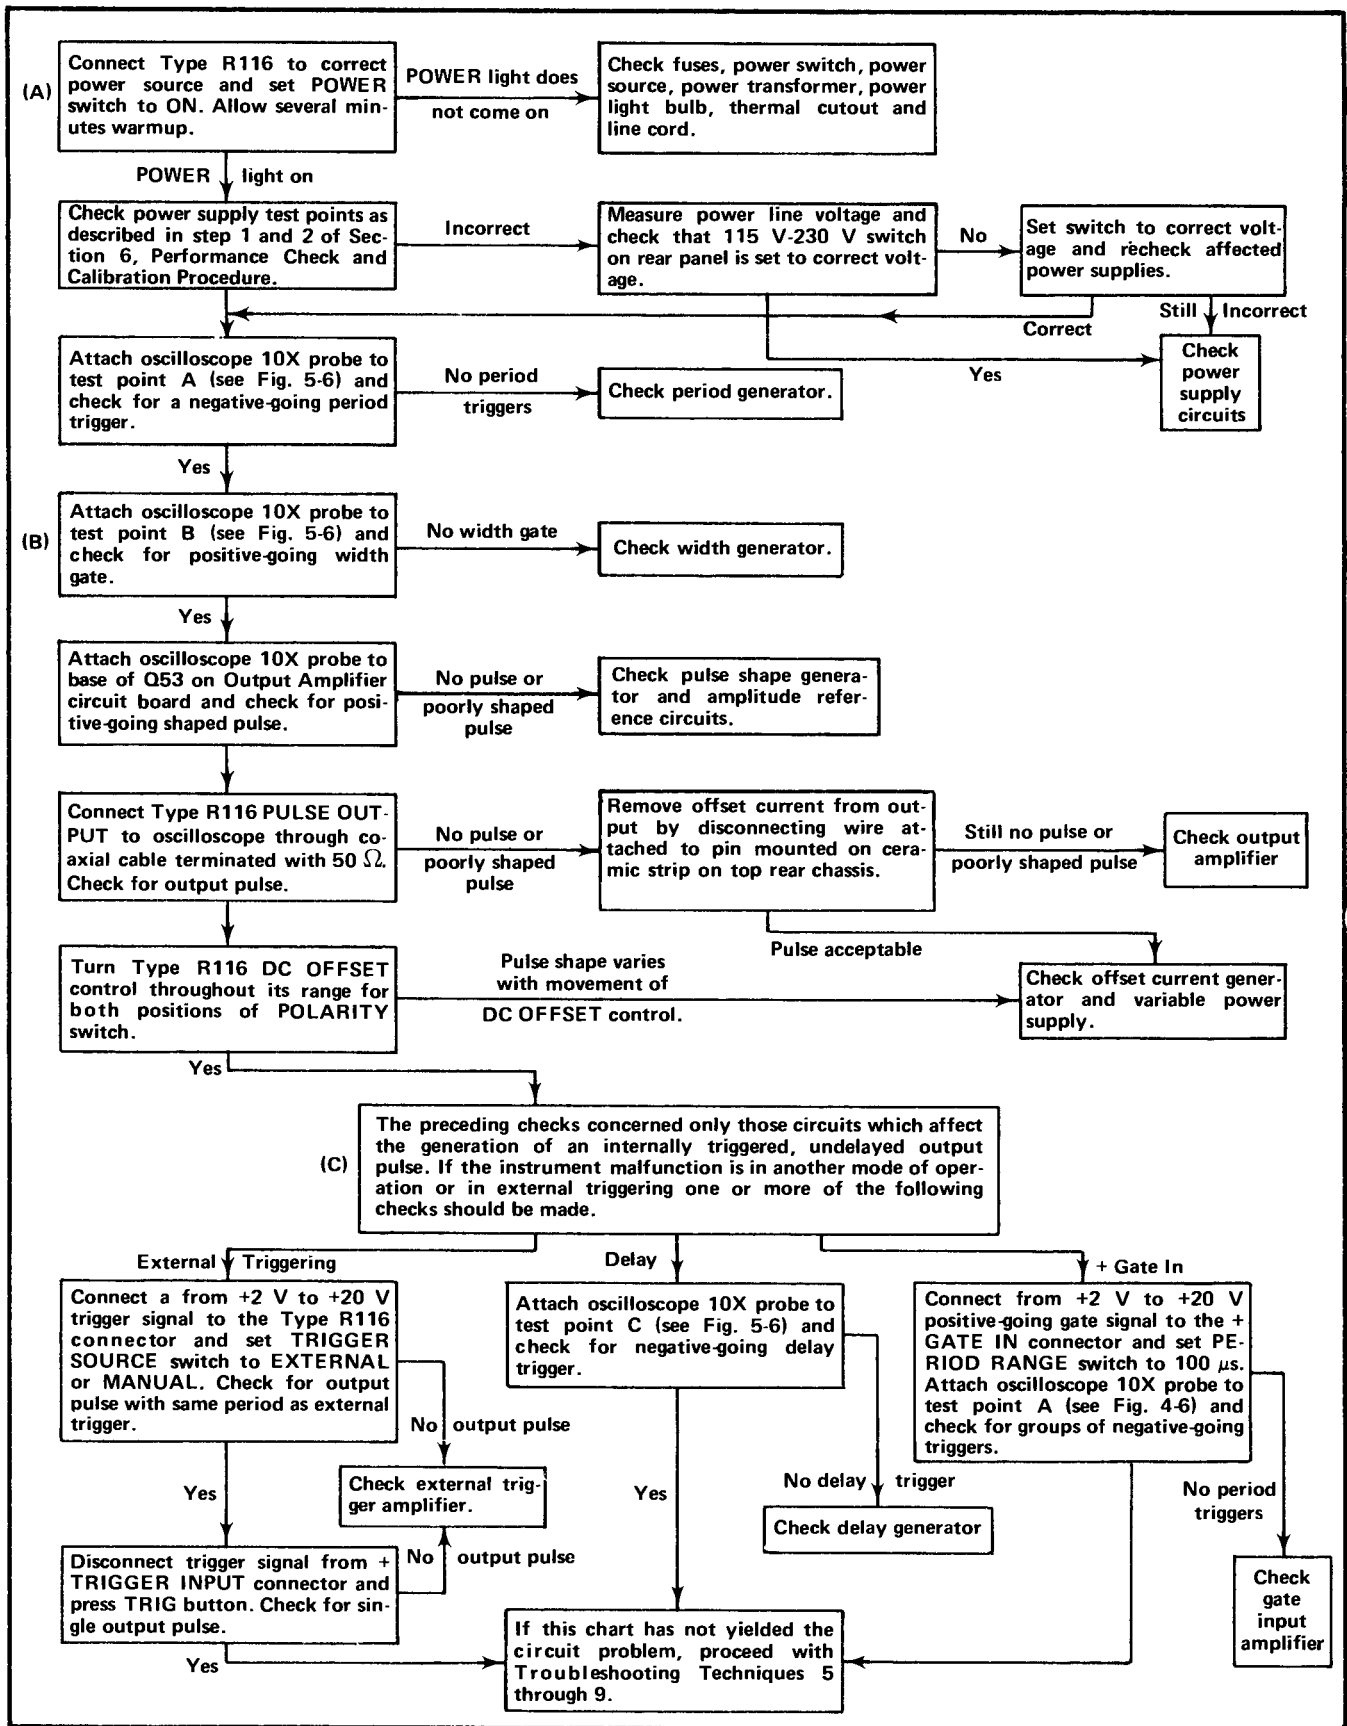 (A)
Connect Type R116 to correct
power source and set POWER
switch to ON. Allow several min-
utes warmup.
POWER light does
not come on
Check fuses, power switch, power
source, power transformer, power
light bulb, thermal cutout and
line cord.
POWER light on
Check power supply test points as
described in step 1 and 2 of Sec-
tion 6, Performance Check and
Calibration Procedure.
Incorrect
Measure power line voltage and
check that 115 V-230 V switch
on rear panel is set to correct volt-
age.
No
Set switch to correct volt-
age and recheck affected
power supplies.
Correct
Still Incorrect
Yes
Check
power
supply
circuits
Attach oscilloscope 10X probe to
test point A (see Fig. 5-6) and
check for a negative-going period
trigger.
No period
triggers
Check period generator.
Yes
(B)
Attach oscilloscope 10X probe to
test point B (see Fig. 5-6) and
check for positive-going width
gate.
No width gate
Check width generator.
Yes
Attach oscilloscope 10X probe to
base of Q53 on Output Amplifier
circuit board and check for posi-
tive-going shaped pulse.
No pulse or
poorly shaped
pulse
Check pulse shape genera-
tor and amplitude refer-
ence circuits.
Connect Type R116 PULSE OUT-
PUT to oscilloscope through co-
axial cable terminated with 50 Ω.
Check for output pulse.
No pulse or
poorly shaped
pulse
Remove offset current from out-
put by disconnecting wire at-
tached to pin mounted on cera-
mic strip on top rear chassis.
Still no pulse or
poorly shaped pulse
Check output
amplifier
Pulse acceptable
Turn Type R116 DC OFFSET
control throughout its range for
both positions of POLARITY
switch.
Pulse shape varies
with movement of
DC OFFSET control.
Check offset current gener-
ator and variable power
supply.
Yes
(C)
The preceding checks concerned only those circuits which affect
the generation of an internally triggered, undelayed output
pulse. If the instrument malfunction is in another mode of oper-
ation or in external triggering one or more of the following
checks should be made.
External Triggering
Delay
+ Gate In
Connect a from +2 V to +20 V
trigger signal to the Type R116
connector and set TRIGGER
SOURCE switch to EXTERNAL
or MANUAL. Check for output
pulse with same period as external
trigger.
Attach oscilloscope 10X probe to
test point C (see Fig. 5-6) and
check for negative-going delay
trigger.
Connect from +2 V to +20 V
positive-going gate signal to the +
GATE IN connector and set PE-
RIOD RANGE switch to 100 μs.
Attach oscilloscope 10X probe to
test point A (see Fig. 4-6) and
check for groups of negative-going
triggers.
No output pulse
Yes
Check external trig-
ger amplifier.
No output pulse
Yes
No delay trigger
Check delay generator
No period
triggers
Check
gate
input
amplifier
Disconnect trigger signal from +
TRIGGER INPUT connector and
press TRIG button. Check for sin-
gle output pulse.
Yes
If this chart has not yielded the
circuit problem, proceed with
Troubleshooting Techniques 5
through 9.